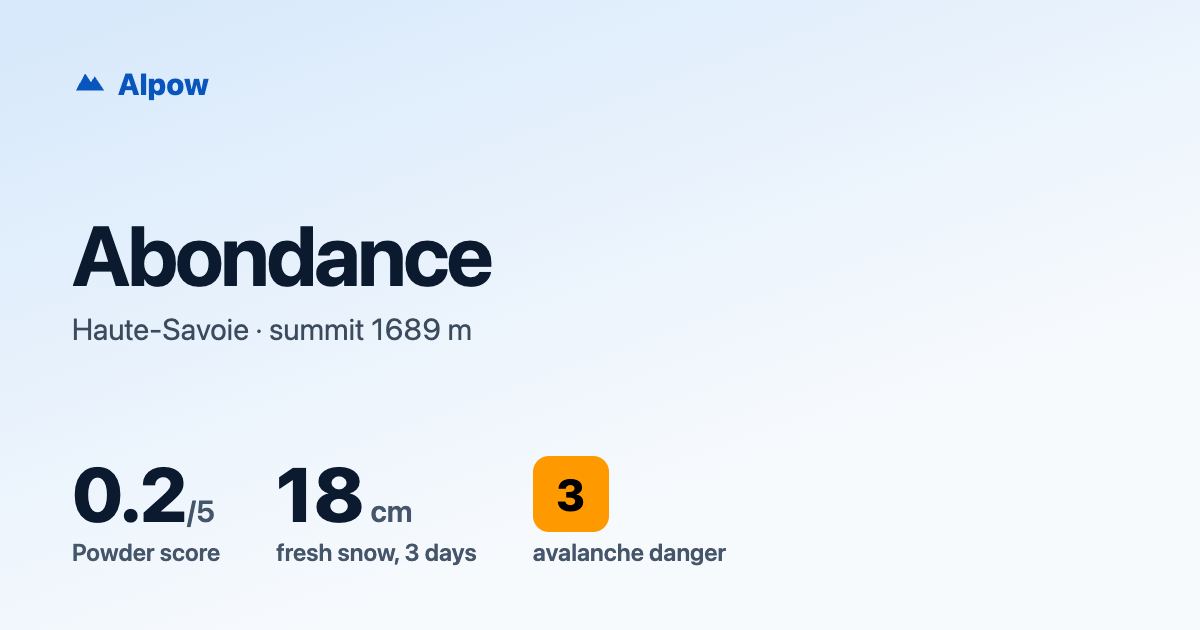 Alpow
Abondance
Haute-Savoie · summit 1689 m
0.2/5 18 cm 3
Powder score fresh snow, 3 days avalanche danger